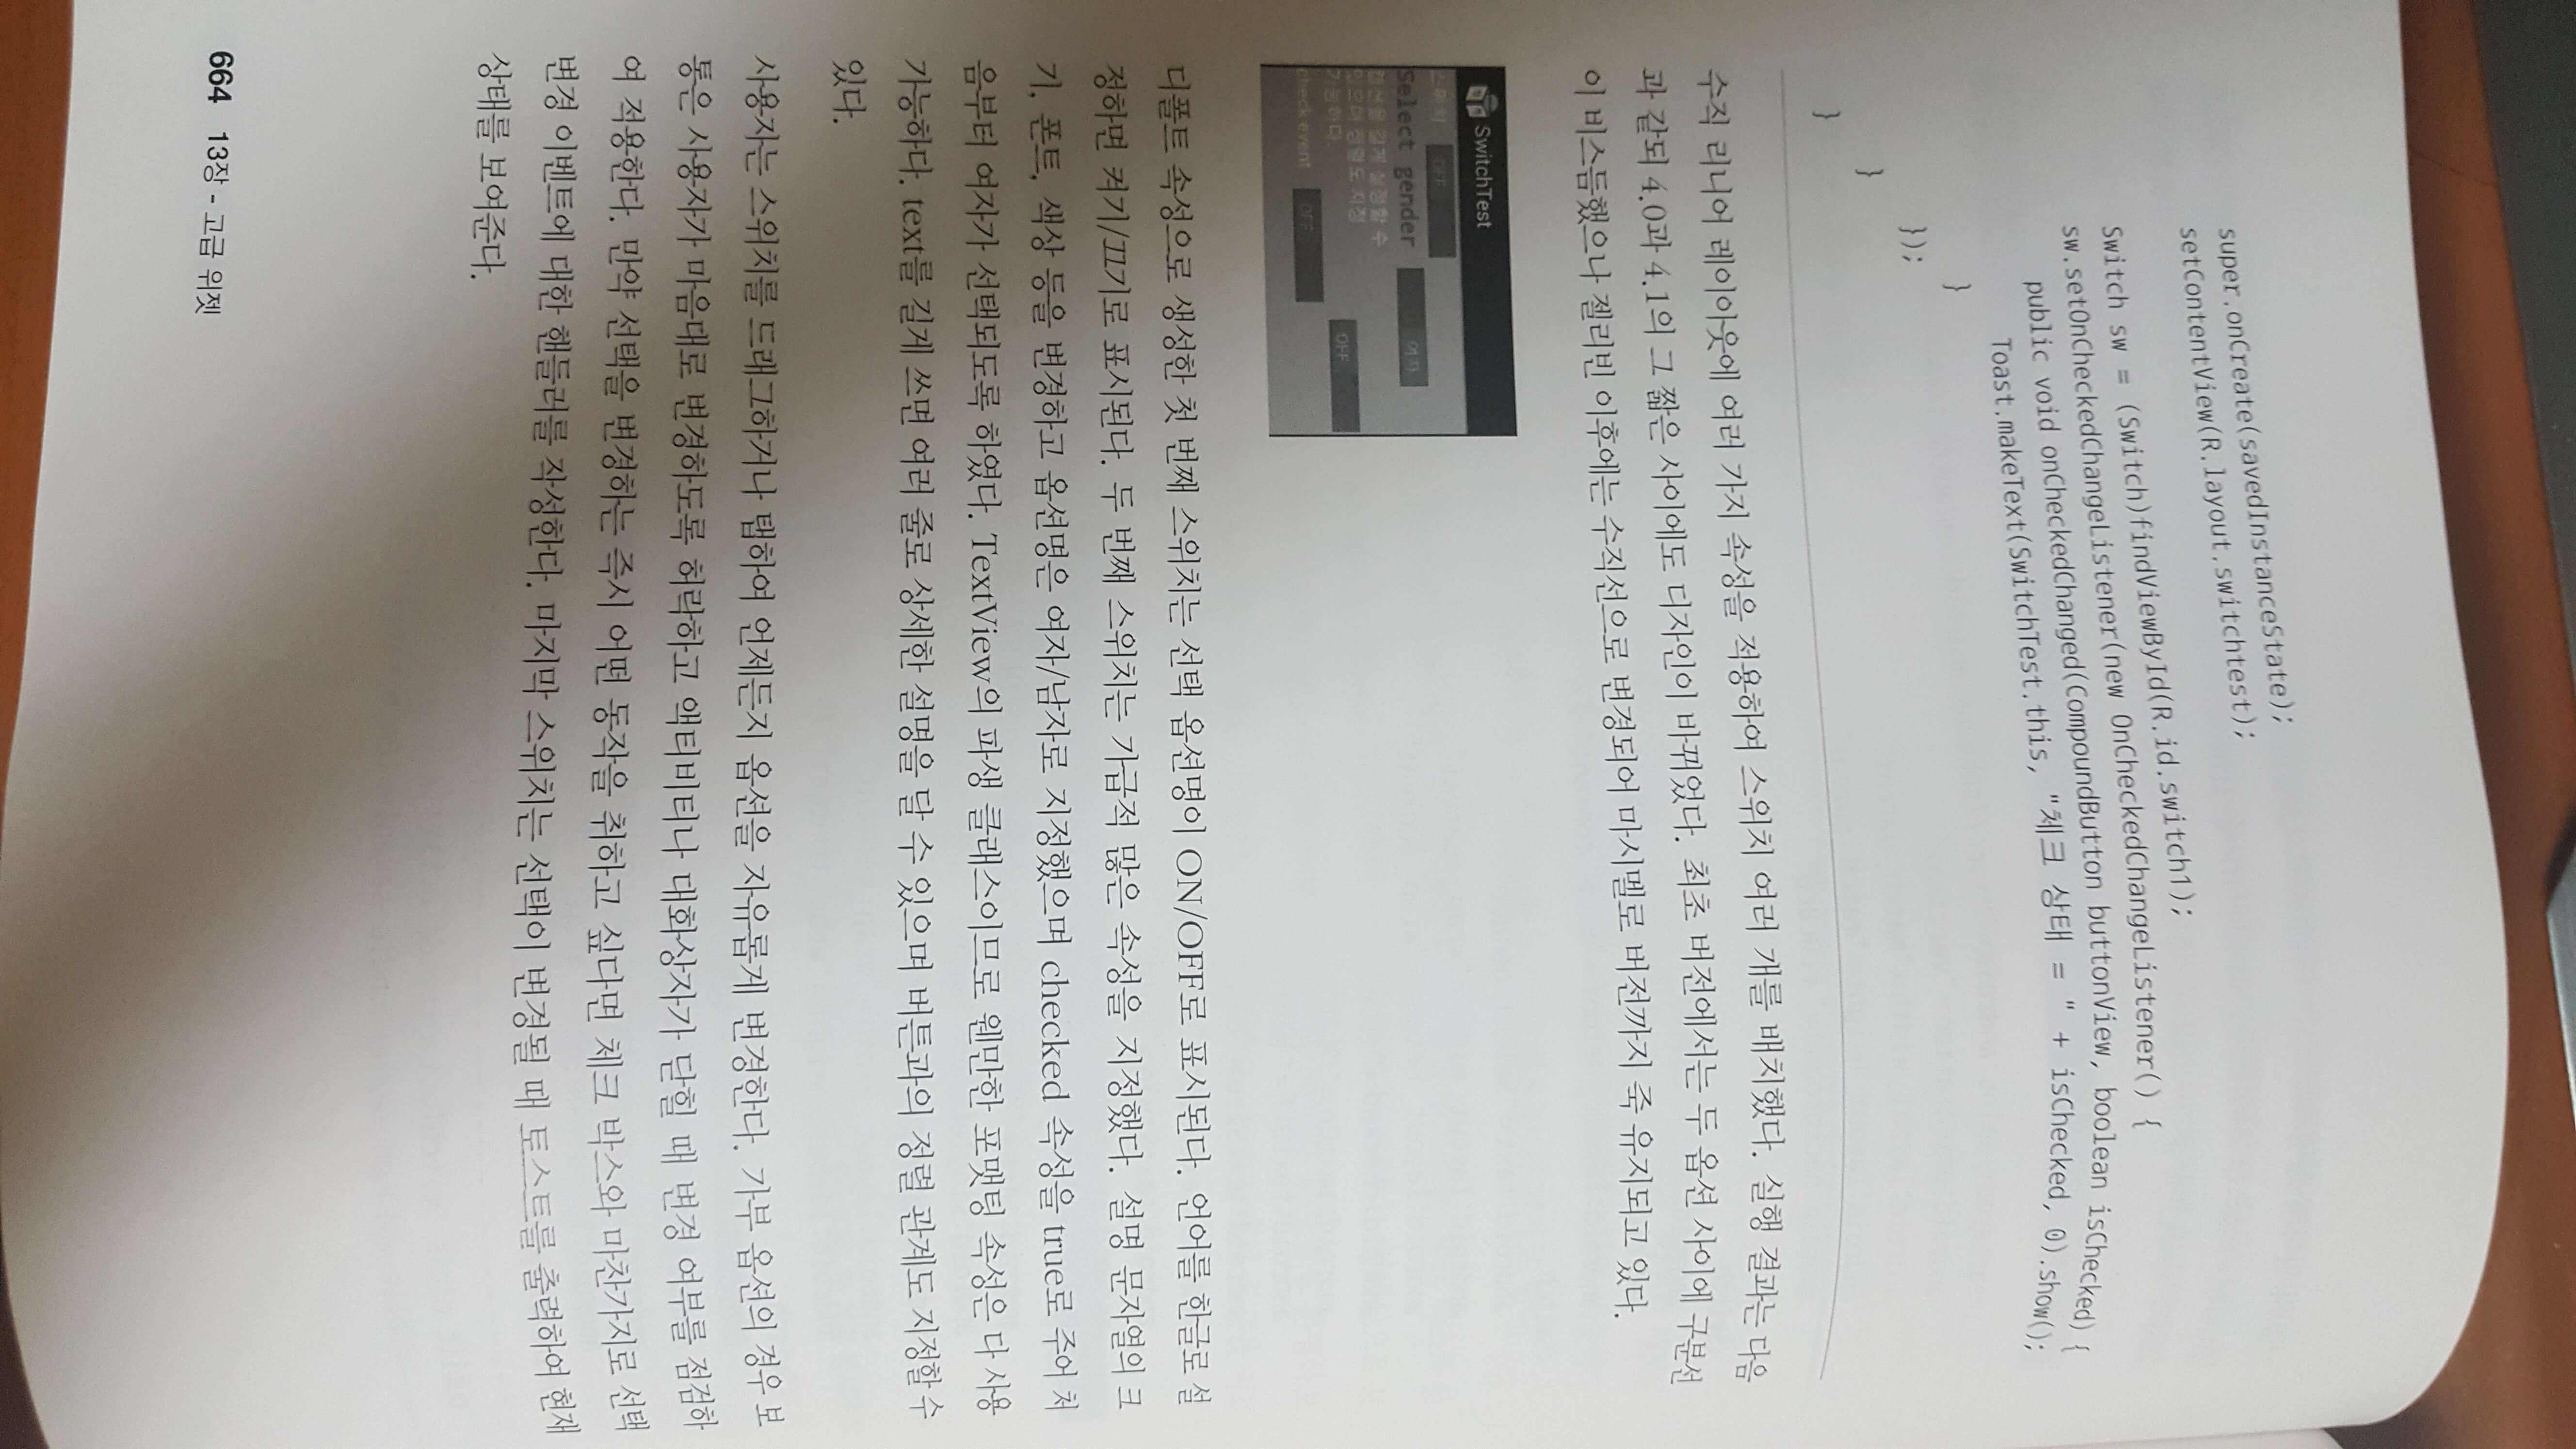 super.onCreate(savedInstanceState);
setContentView(R.layout.switchtest);
Switch sw = (Switch)findViewById(R.id.switch1);
sw.setOnCheckedChangeListener(new OnCheckedChangeListener() {
public void onCheckedChanged(CompoundButton buttonView, boolean isChecked) {
Toast.makeText(SwitchTest.this, "체크 상태 = " + isChecked, 0).show();
}
});
}
}
수직 리니어 레이아웃에 여러 가지 속성을 적용하여 스위치 여러 개를 배치했다. 실행 결과는 다음
과 같되 4.0과 4.1의 그 짧은 사이에도 디자인이 바뀌었다. 최초 버전에서는 두 옵션 사이에 구분선
이 비스듬했으나 젤리빈 이후에는 수직선으로 변경되어 마시멜로 버전까지 죽 유지되고 있다.
SwitchTest
스위치 OFF
Select gender 여자
옵션을 길게 설정할 수
있으며 정렬도 지정
가능하다. OFF
check event OFF
디폴트 속성으로 생성한 첫 번째 스위치는 선택 옵션명이 ON/OFF로 표시된다. 언어를 한글로 설
정하면 켜기/끄기로 표시된다. 두 번째 스위치는 가급적 많은 속성을 지정했다. 설명 문자열의 크
기, 폰트, 색상 등을 변경하고 옵션명은 여자/남자로 지정했으며 checked 속성을 true로 주어 처
음부터 여자가 선택되도록 하였다. TextView의 파생 클래스이므로 웬만한 포맷팅 속성은 다 사용
가능하다. text를 길게 쓰면 여러 줄로 상세한 설명을 달 수 있으며 버튼과의 정렬 관계도 지정할 수
있다.
사용자는 스위치를 드래그하거나 탭하여 언제든지 옵션을 자유롭게 변경한다. 가부 옵션의 경우 보
통은 사용자가 마음대로 변경하도록 허락하고 액티비티나 대화상자가 닫힐 때 변경 여부를 점검하
여 적용한다. 만약 선택을 변경하는 즉시 어떤 동작을 취하고 싶다면 체크 박스와 마찬가지로 선택
변경 이벤트에 대한 핸들러를 작성한다. 마지막 스위치는 선택이 변경될 때 토스트를 출력하여 현재
상태를 보여준다.
664 13장 - 고급 위젯